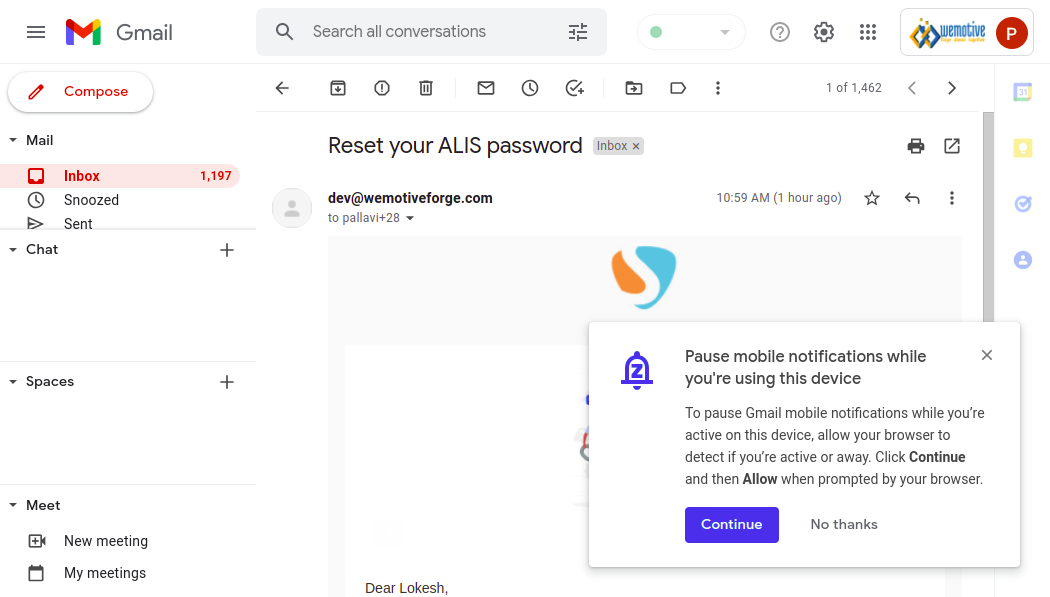 Gmail
Search all conversations
wemotive
P
Compose
1 of 1,462
Mail
Inbox 1,197
Snoozed
Sent
Chat
Spaces
Meet
New meeting
My meetings
Reset your ALIS password Inbox ×
dev@wemotiveforge.com 10:59 AM (1 hour ago)
to pallavi+28
31
Dear Lokesh,
Z
Pause mobile notifications while
you're using this device
To pause Gmail mobile notifications while you’re
active on this device, allow your browser to
detect if you’re active or away. Click Continue
and then Allow when prompted by your browser.
Continue No thanks